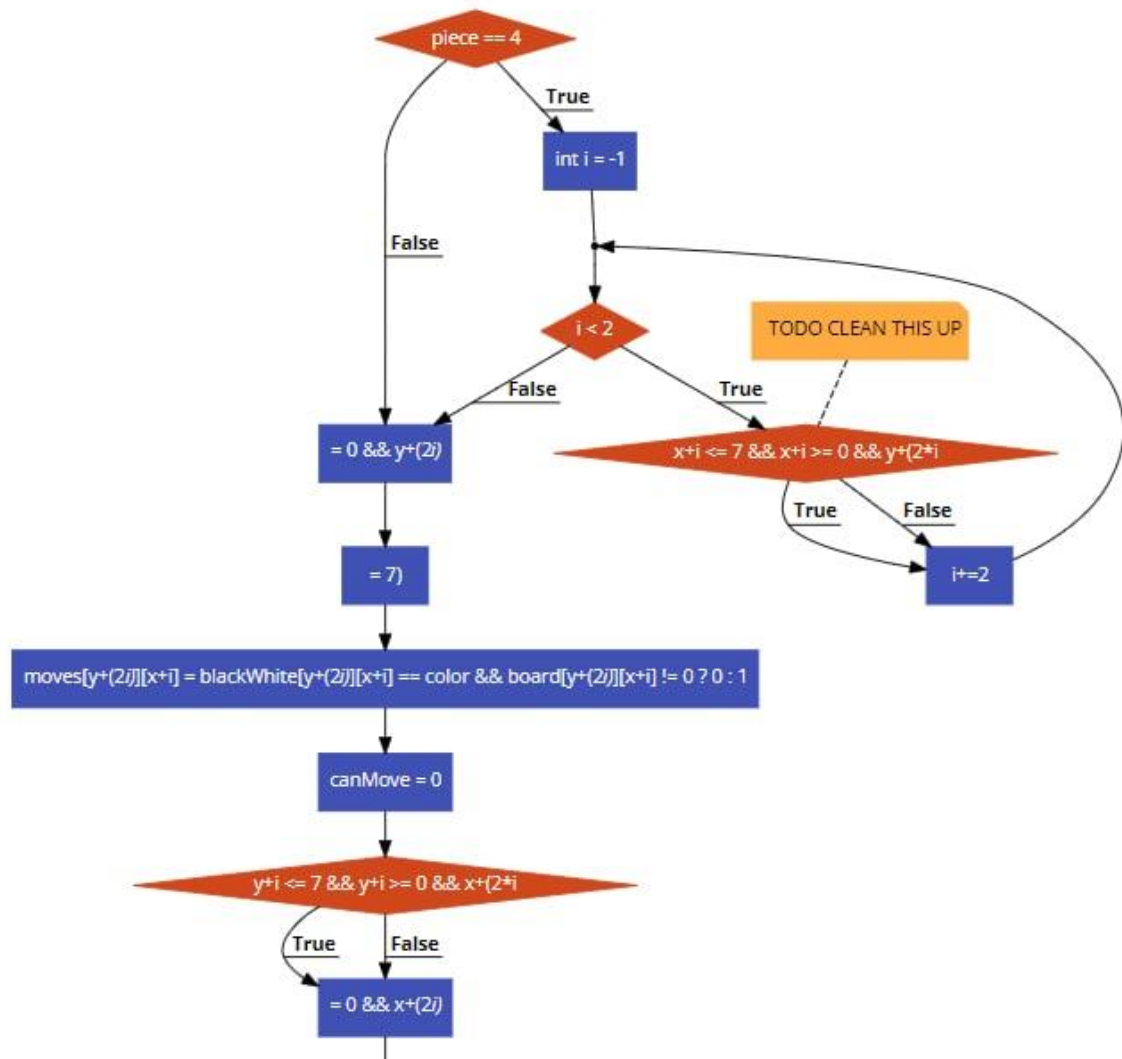 piece == 4
True
int i = -1
False
i < 2
TODO CLEAN THIS UP
False
True
= 0 && y+(2i)
x+i <= 7 && x+i >= 0 && y+(2*i
True
False
= 7)
i+=2
moves[y+(2i)][x+i] = blackWhite[y+(2i)][x+i] == color && board[y+(2i)][x+i] != 0 ? 0 : 1
canMove = 0
y+i <= 7 && y+i >= 0 && x+(2*i
True
False
= 0 && x+(2i)